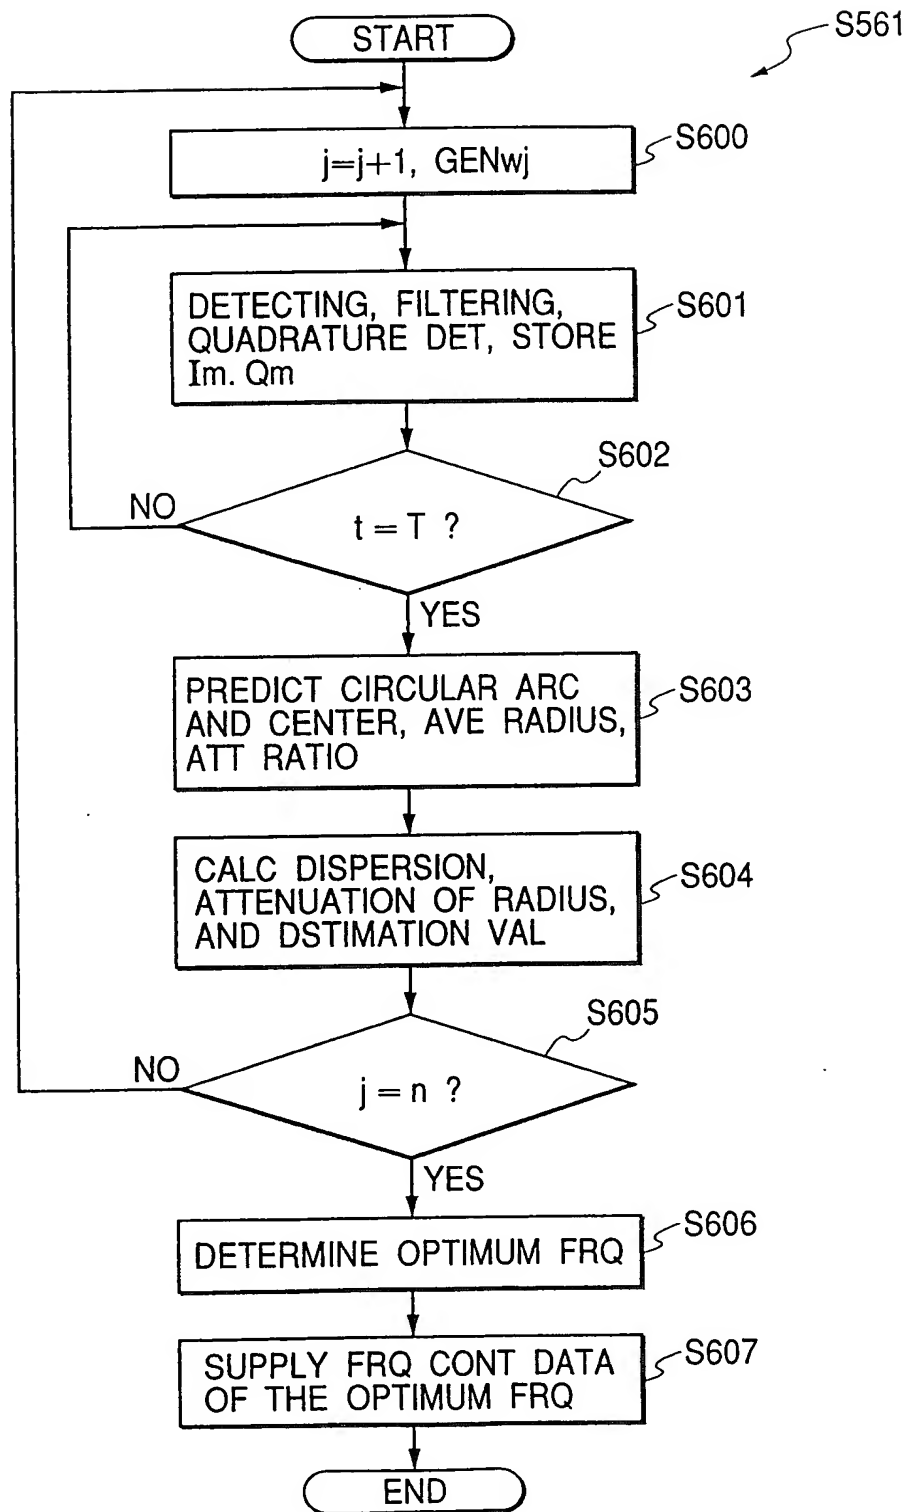 START
S561
j=j+1, GENwj
S600
DETECTING, FILTERING,
QUADRATURE DET, STORE
Im. Qm
S601
S602
NO
t = T ?
YES
PREDICT CIRCULAR ARC
AND CENTER, AVE RADIUS,
ATT RATIO
S603
CALC DISPERSION,
ATTENUATION OF RADIUS,
AND DSTIMATION VAL
S604
S605
NO
j = n ?
YES
DETERMINE OPTIMUM FRQ
S606
SUPPLY FRQ CONT DATA
OF THE OPTIMUM FRQ
S607
END